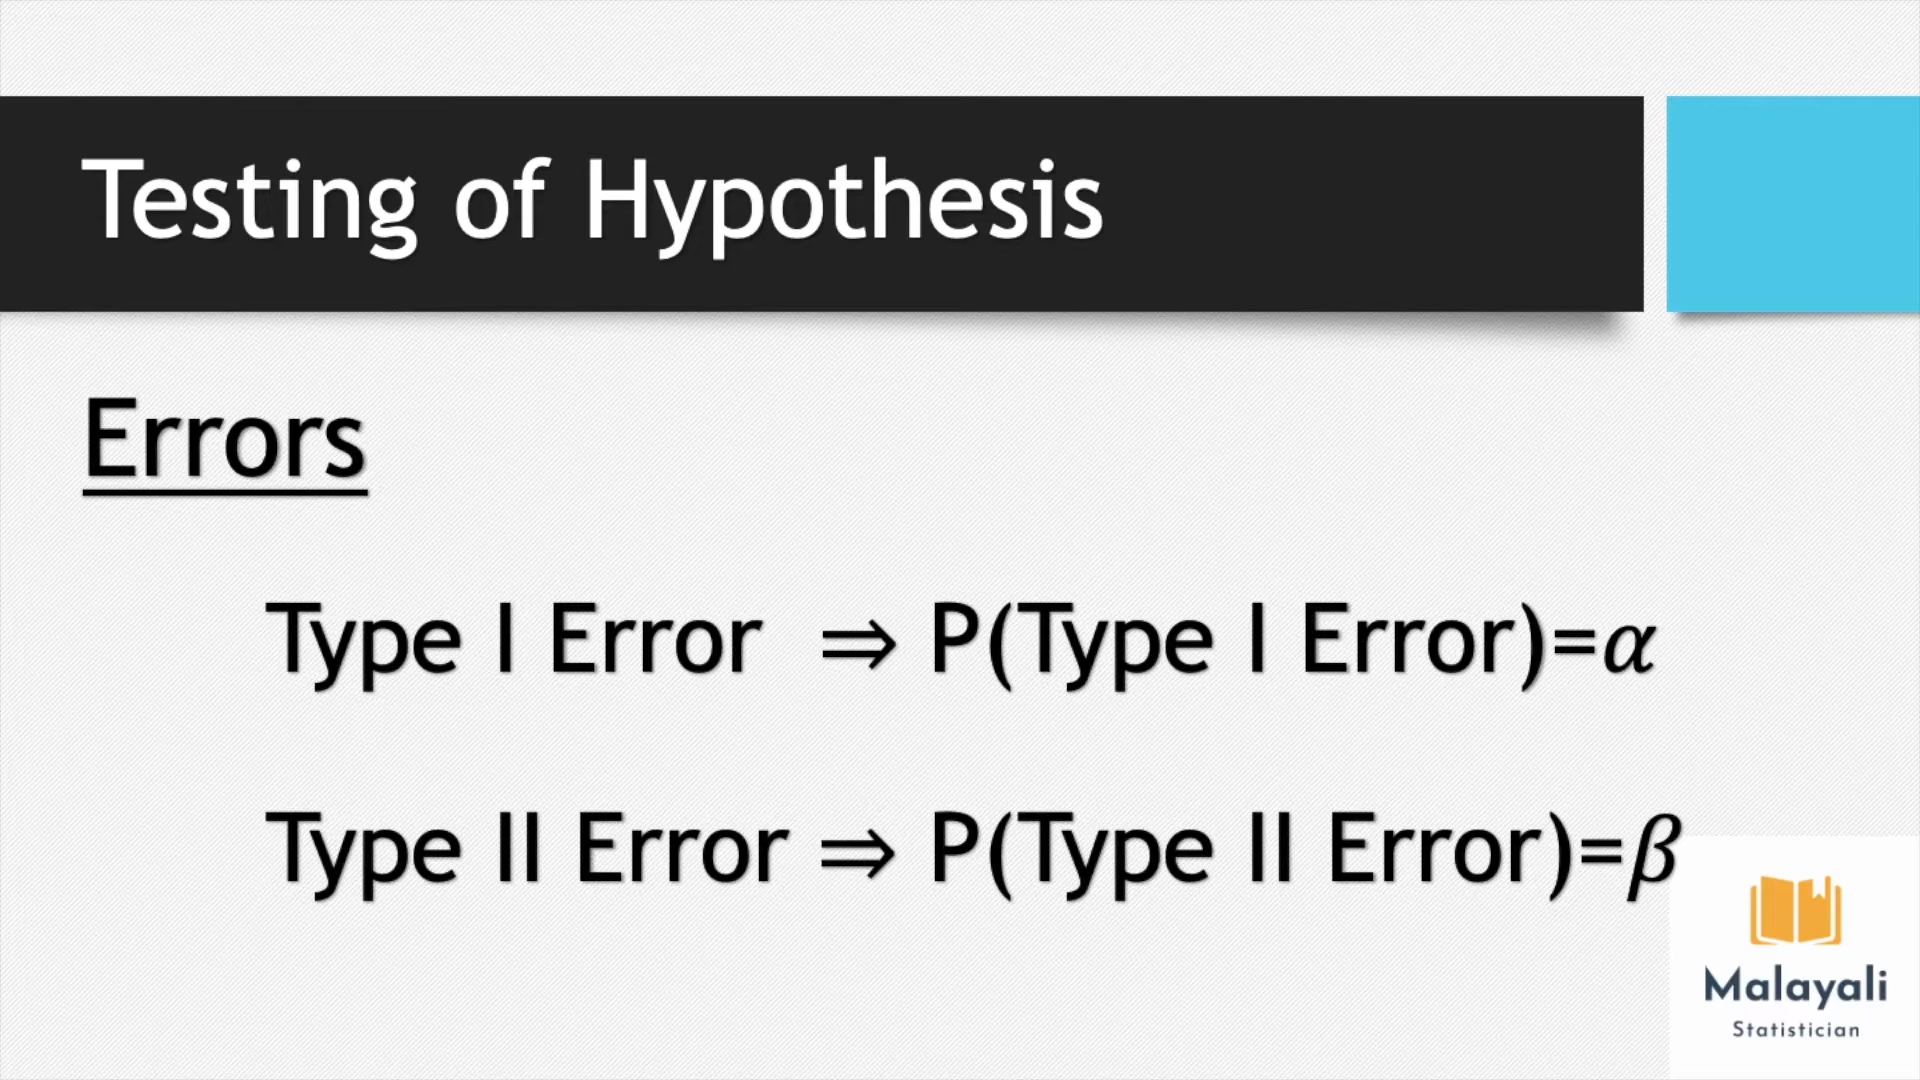 Testing of Hypothesis
Errors
Type I Error ⇒ P(Type I Error)=α
Type II Error ⇒ P(Type II Error)=β
Malayali
Statistician